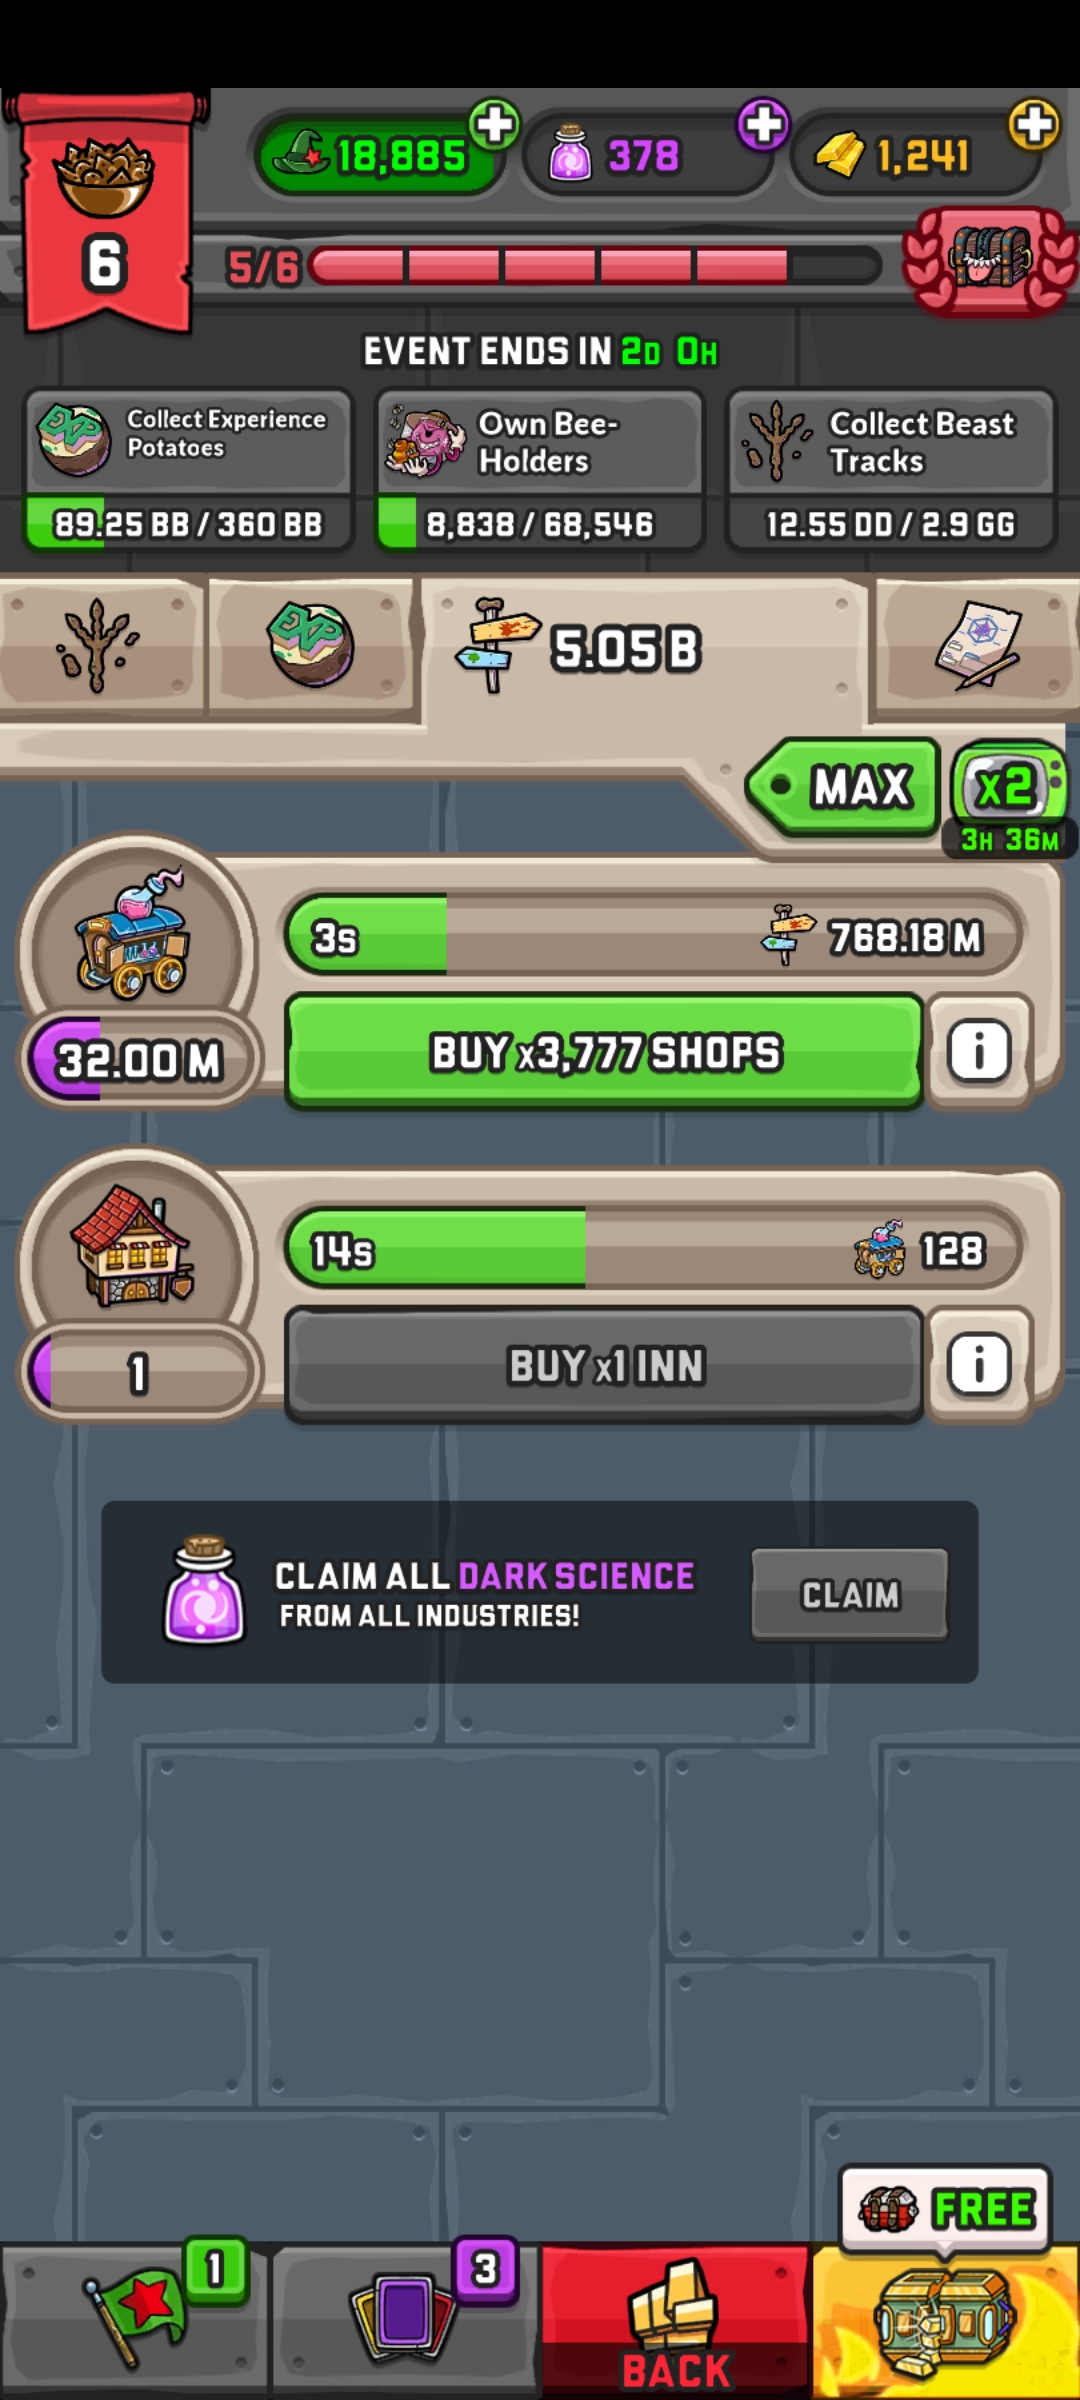 18,885
378
1,241
6
5/6
EVENT ENDS IN 2D 0H
Collect Experience
Potatoes
89.25 BB / 360 BB
Own Bee-
Holders
8,838 / 68,546
Collect Beast
Tracks
12.55 DD / 2.9 GG
EXP
5.05 B
MAX
x2
3H 36M
3s
768.18 M
32.00 M
BUY x3,777 SHOPS
i
14s
128
1
BUY x1 INN
i
CLAIM ALL DARK SCIENCE
FROM ALL INDUSTRIES!
CLAIM
FREE
1
3
BACK